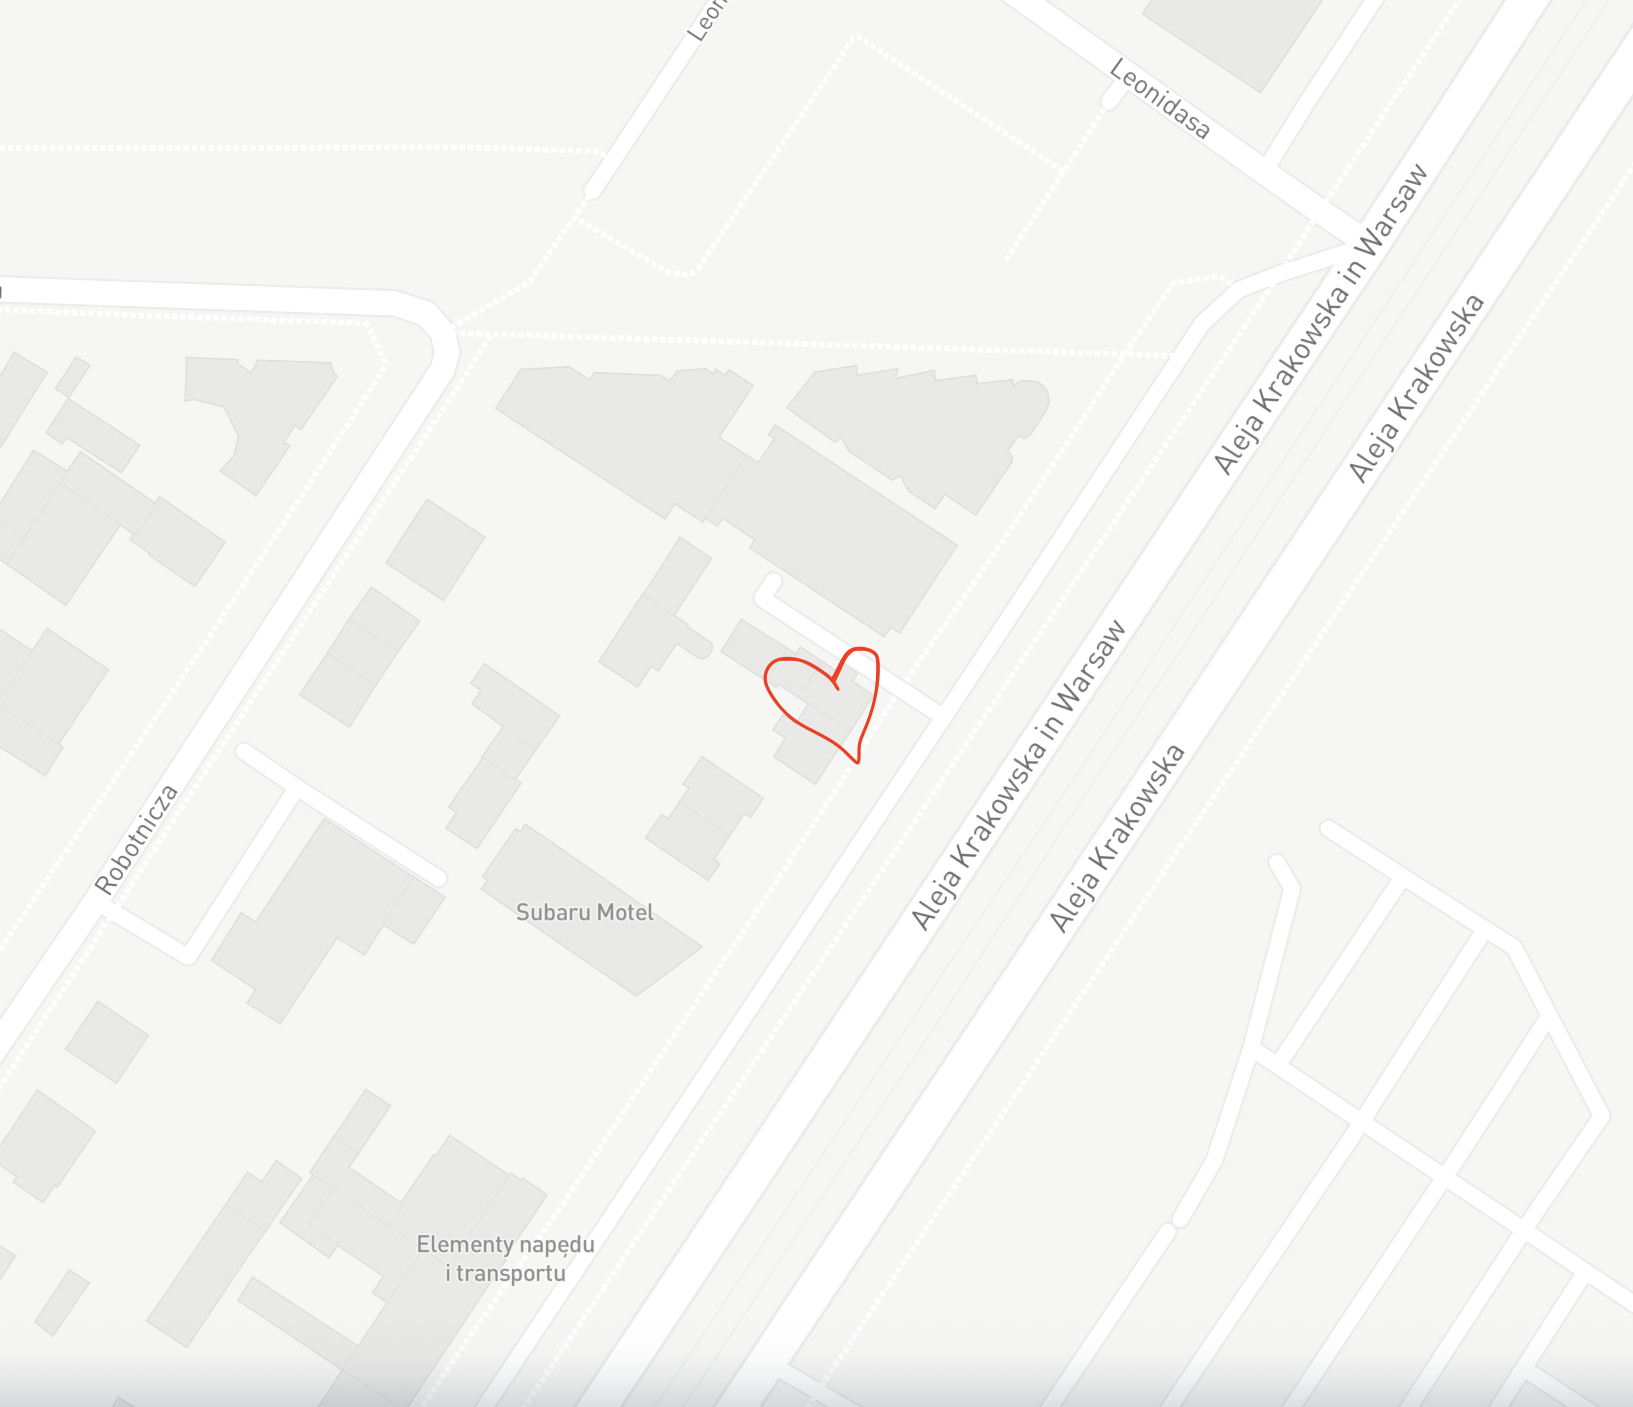 Leon
Leonidasa
Aleja Krakowska in Warsaw
Aleja Krakowska
Aleja Krakowska in Warsaw
Aleja Krakowska
Robotnicza
Subaru Motel
Elementy napędu
i transportu